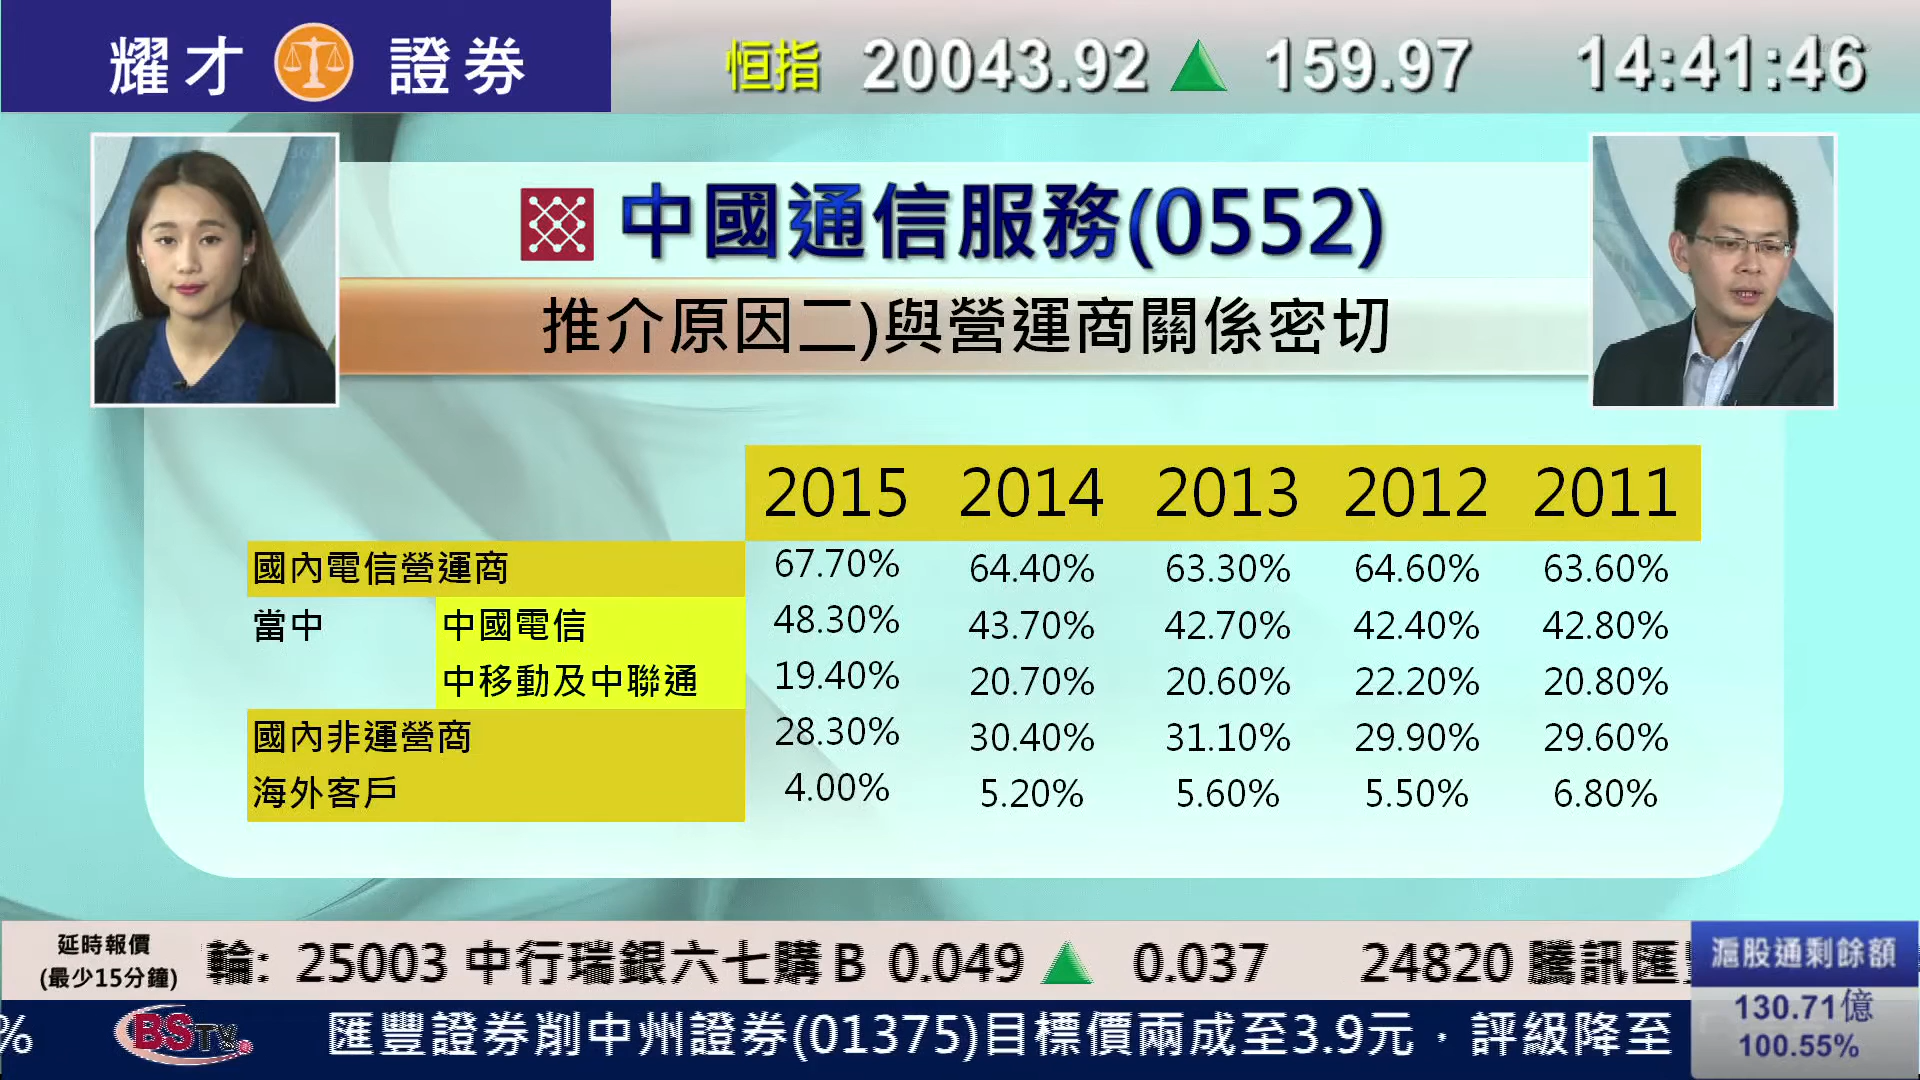 耀才證券
恒指 20043.92 ▲ 159.97 14:41:46
中國通信服務(0552)
推介原因二)與營運商關係密切
2015 2014 2013 2012 2011
國內電信營運商 67.70% 64.40% 63.30% 64.60% 63.60%
當中 中國電信 48.30% 43.70% 42.70% 42.40% 42.80%
中移動及中聯通 19.40% 20.70% 20.60% 22.20% 20.80%
國內非運營商 28.30% 30.40% 31.10% 29.90% 29.60%
海外客戶 4.00% 5.20% 5.60% 5.50% 6.80%
延時報價
(最少15分鐘)
輪: 25003 中行瑞銀六七購B 0.049 ▲ 0.037 24820 騰訊匯
滬股通剩餘額
130.71億
100.55%
% BSTV 匯豐證券削中州證券(01375)目標價兩成至3.9元，評級降至